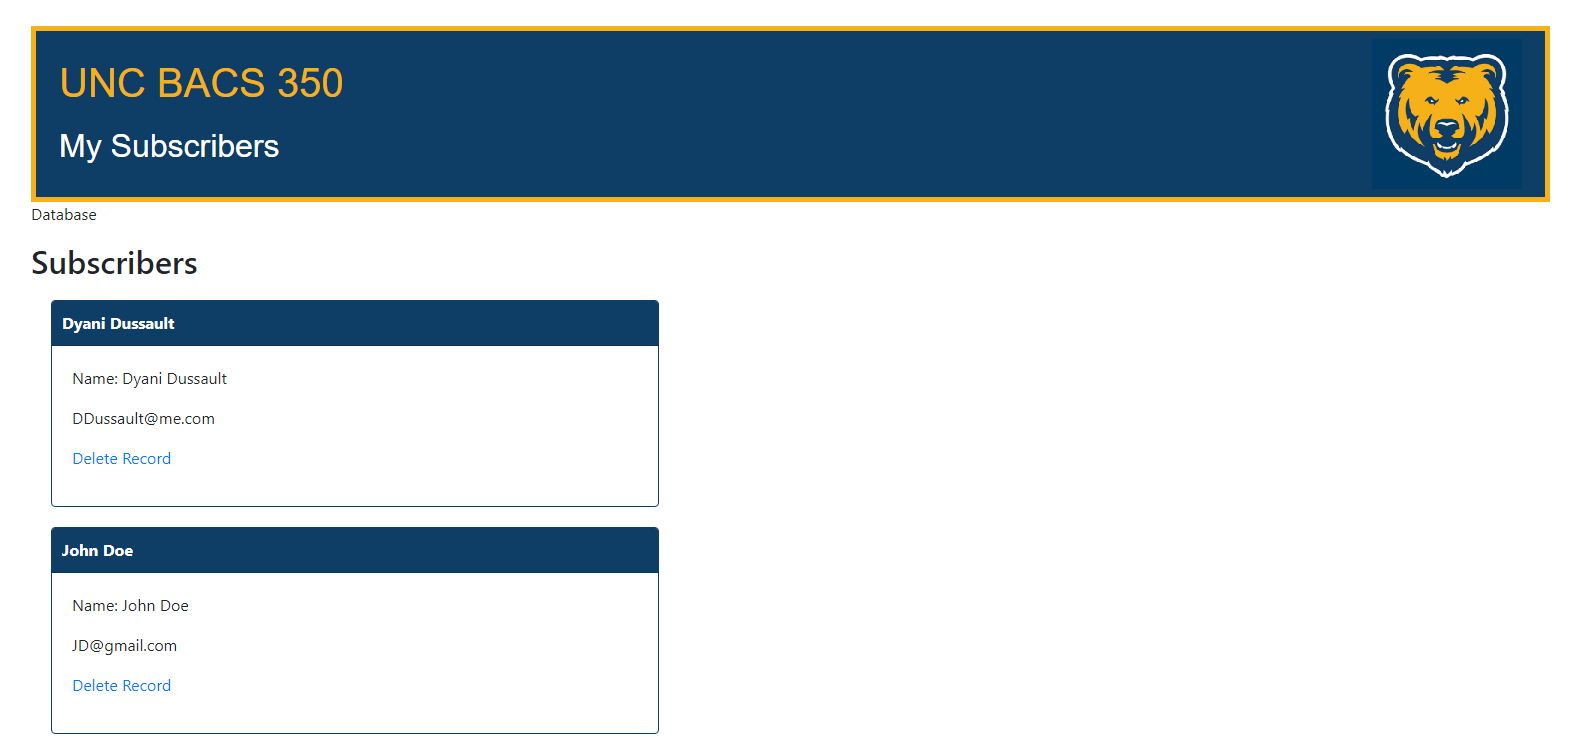 UNC BACS 350
My Subscribers
Database
Subscribers
Dyani Dussault
Name: Dyani Dussault
DDussault@me.com
Delete Record
John Doe
Name: John Doe
JD@gmail.com
Delete Record